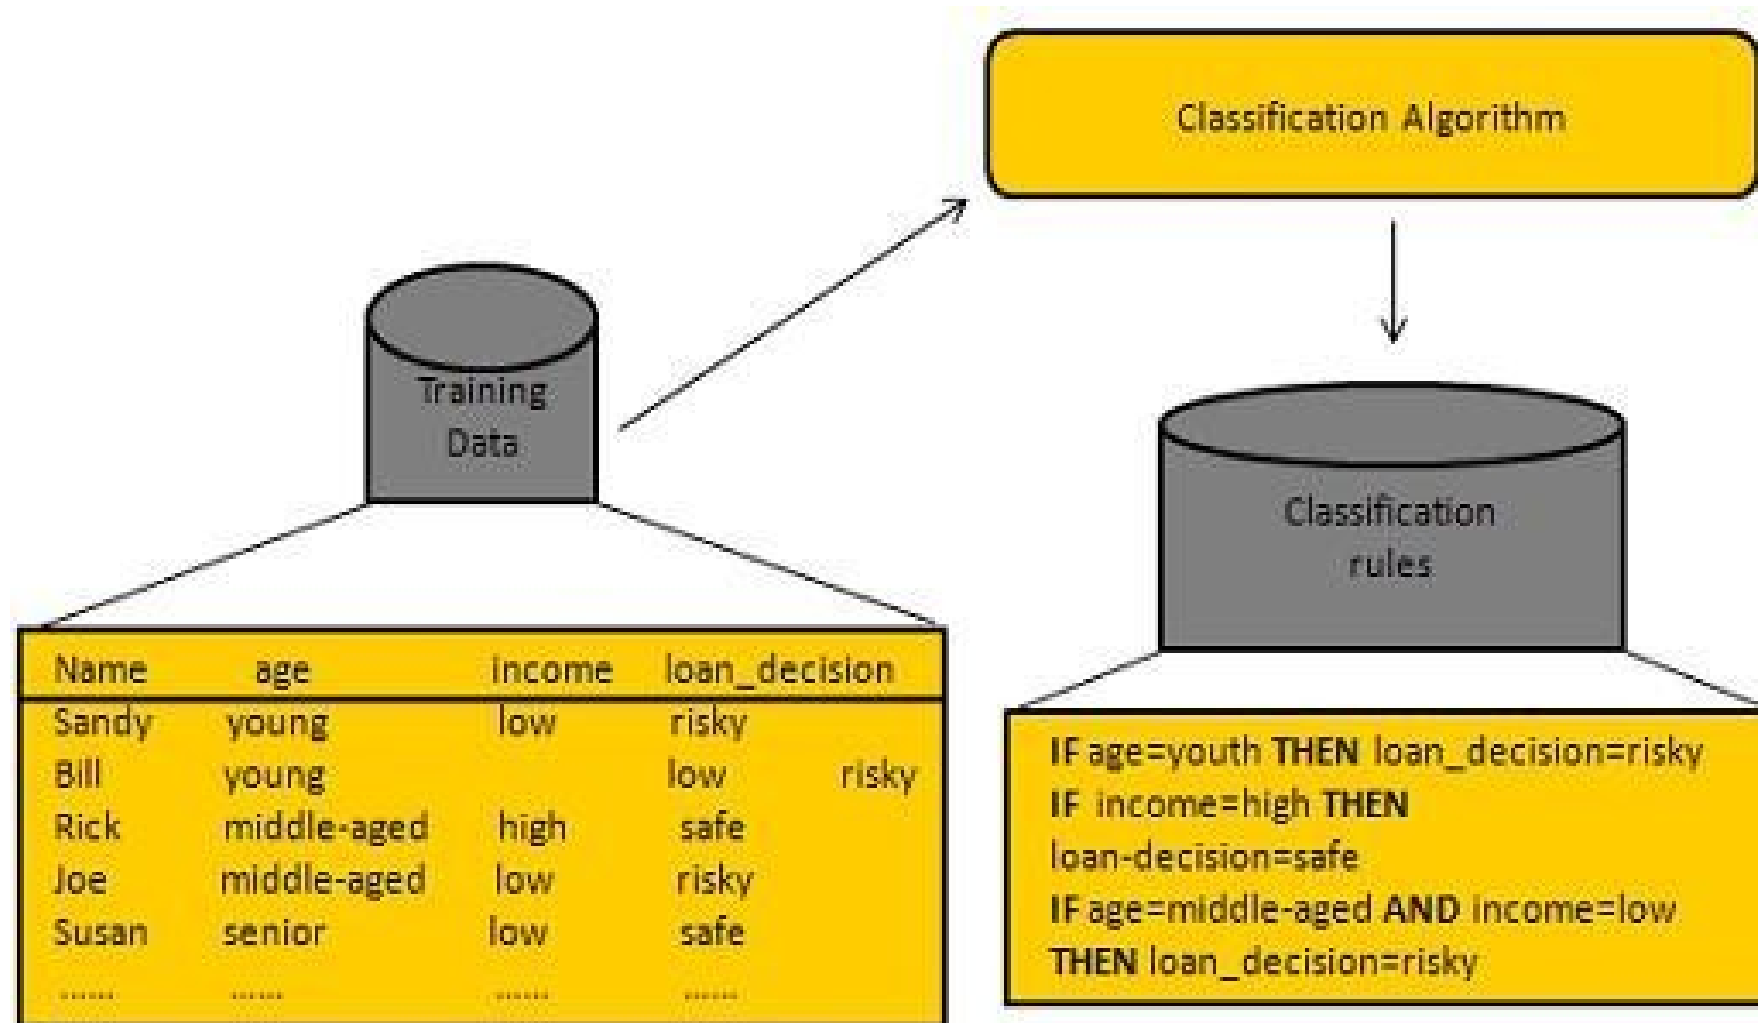 Classification Algorithm
Training
Data
Classification
rules
Name age income loan_decision
Sandy young low risky
Bill young low risky
Rick middle-aged high safe
Joe middle-aged low risky
Susan senior low safe
...... ...... ...... ......
IF age=youth THEN loan_decision=risky
IF income=high THEN
loan-decision=safe
IF age=middle-aged AND income=low
THEN loan_decision=risky